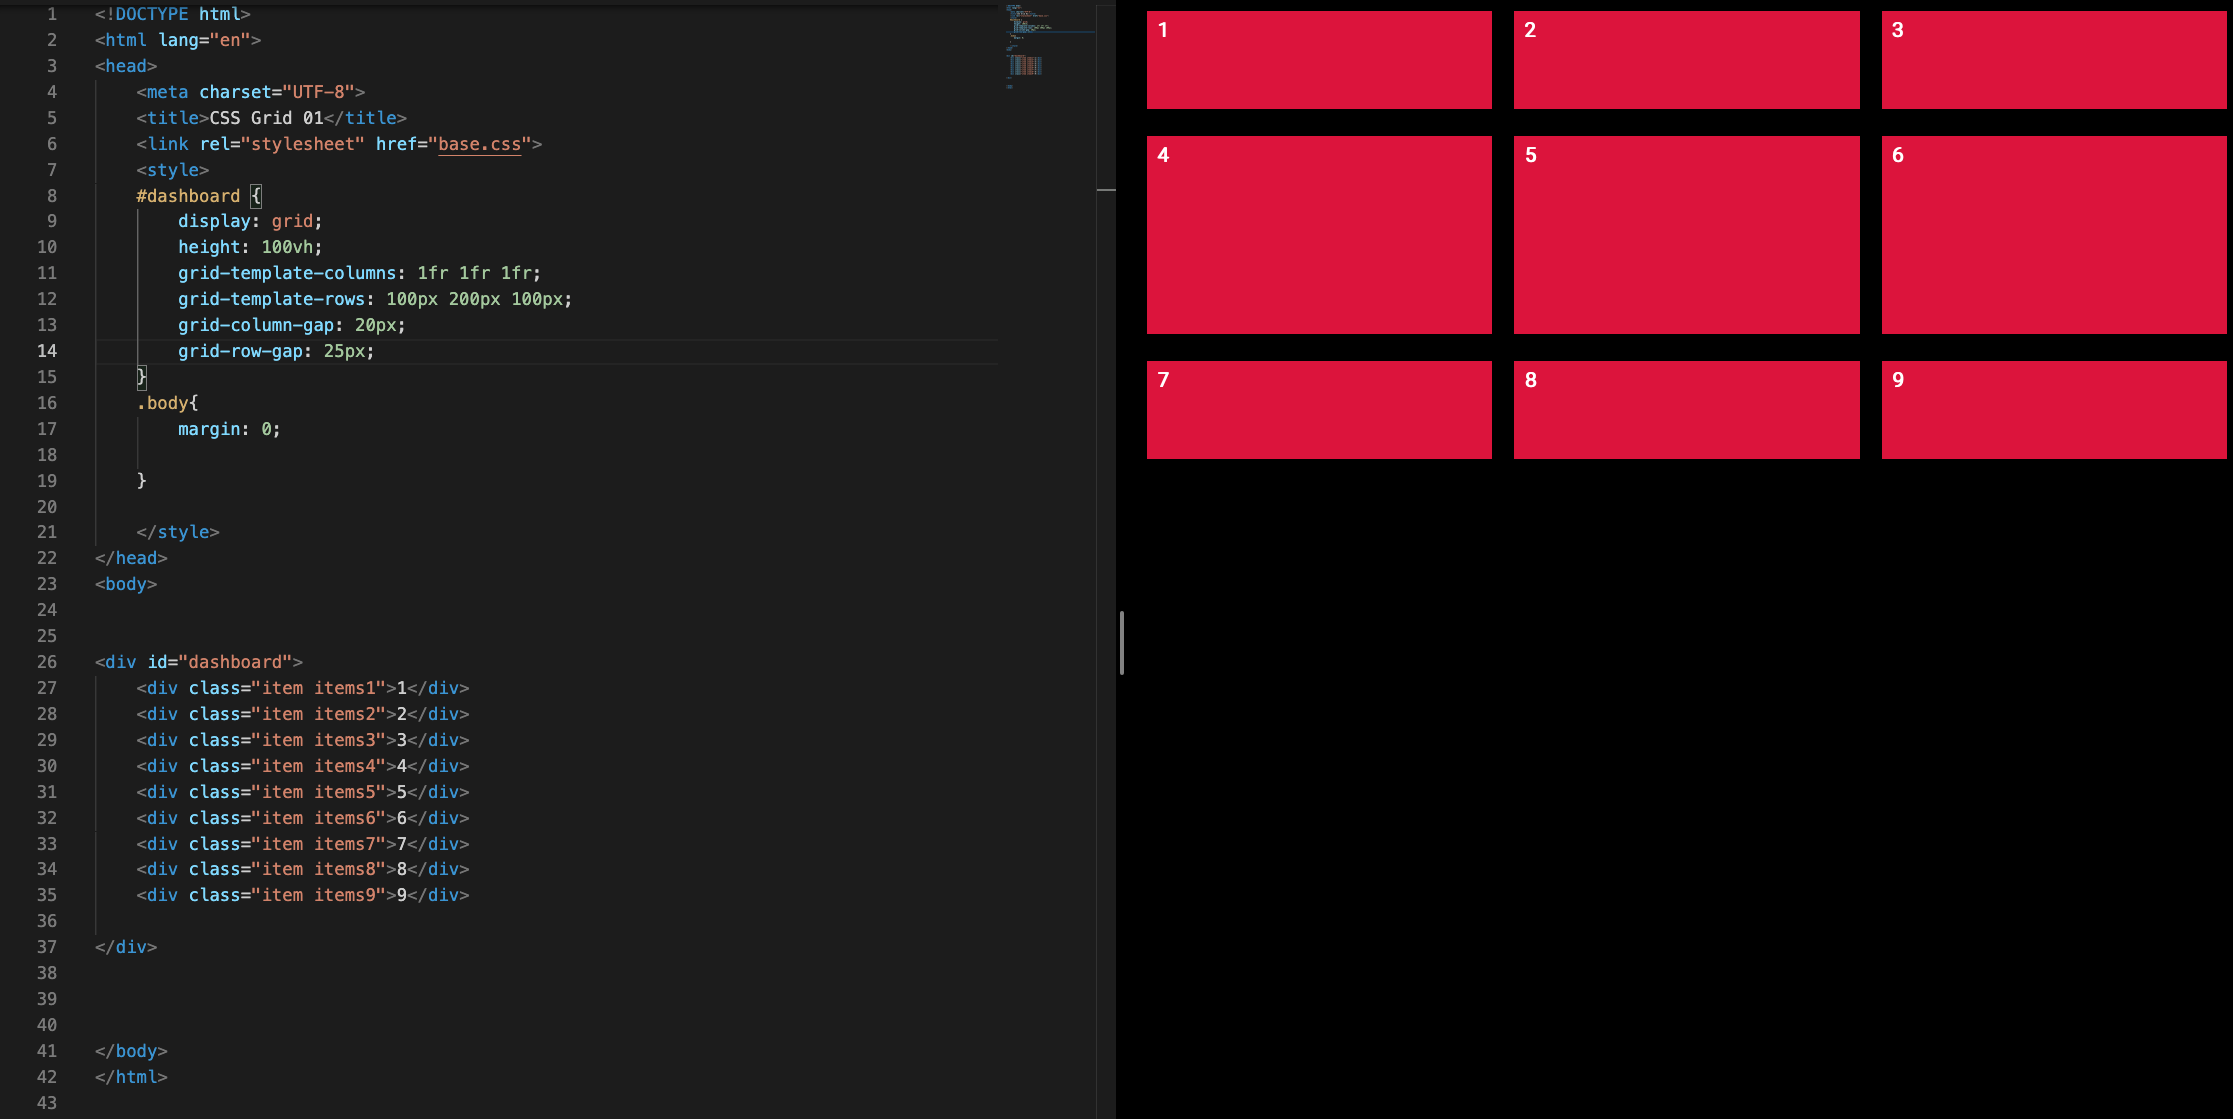 1 <!DOCTYPE html>
2 <html lang="en">
3 <head>
4     <meta charset="UTF-8">
5     <title>CSS Grid 01</title>
6     <link rel="stylesheet" href="base.css">
7     <style>
8     #dashboard {
9         display: grid;
10         height: 100vh;
11         grid-template-columns: 1fr 1fr 1fr;
12         grid-template-rows: 100px 200px 100px;
13         grid-column-gap: 20px;
14         grid-row-gap: 25px;
15     }
16     .body{
17         margin: 0;
18
19     }
20
21     </style>
22 </head>
23 <body>
24
25
26 <div id="dashboard">
27     <div class="item items1">1</div>
28     <div class="item items2">2</div>
29     <div class="item items3">3</div>
30     <div class="item items4">4</div>
31     <div class="item items5">5</div>
32     <div class="item items6">6</div>
33     <div class="item items7">7</div>
34     <div class="item items8">8</div>
35     <div class="item items9">9</div>
36
37 </div>
38
39
40
41 </body>
42 </html>
43
1 2 3
4 5 6
7 8 9